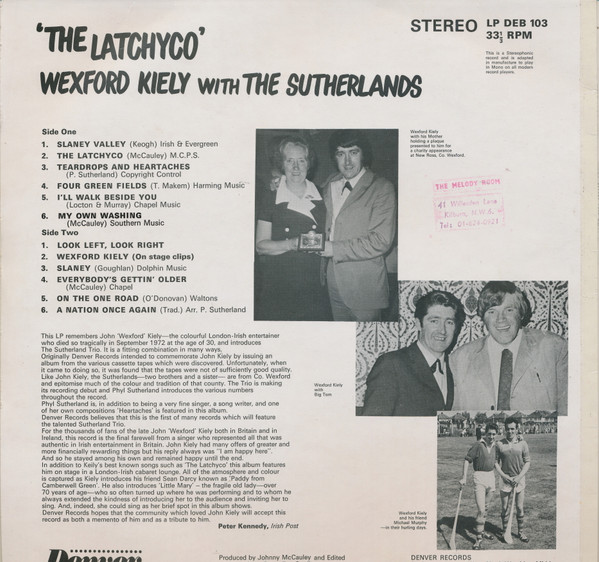 'THE LATCHYCO'
WEXFORD KIELY WITH THE SUTHERLANDS
STEREO
LP DEB 103
33⅓ RPM
This is a Stereophonic
record and is adapted
in manufacture to play
in Mono on all modern
record players.
Side One
1. SLANEY VALLEY (Keogh) Irish & Evergreen
2. THE LATCHYCO (McCauley) M.C.P.S.
3. TEARDROPS AND HEARTACHES
(P. Sutherland) Copyright Control
4. FOUR GREEN FIELDS (T. Makem) Harming Music
5. I'LL WALK BESIDE YOU
(Locton & Murray) Chapel Music
6. MY OWN WASHING
(McCauley) Southern Music
Side Two
1. LOOK LEFT, LOOK RIGHT
2. WEXFORD KIELY (On stage clips)
3. SLANEY (Goughlan) Dolphin Music
4. EVERYBODY'S GETTIN' OLDER
(McCauley) Chapel
5. ON THE ONE ROAD (O'Donovan) Waltons
6. A NATION ONCE AGAIN (Trad.) Arr. P. Sutherland
Wexford Kiely
with his Mother
holding a plaque
presented to him for
a charity appearance
at New Ross, Co. Wexford.
THE MELODY ROOM
41 Willesden Lane
Kilburn, N.W.6.
Tel:
Wexford Kiely
with
Big Tom
Wexford Kiely
and his friend
Michael Murphy
—in their hurling days.
This LP remembers John 'Wexford' Kiely—the colourful London-Irish entertainer
who died so tragically in September 1972 at the age of 30, and introduces
The Sutherland Trio. It is a fitting combination in many ways.
Originally Denver Records intended to commemorate John Kiely by issuing an
album from the various cassette tapes which were discovered. Unfortunately, when
it came to doing so, it was found that the tapes were not of sufficiently good quality.
Like John Kiely, the Sutherlands—two brothers and a sister— are from Co. Wexford
and epitomise much of the colour and tradition of that county. The Trio is making
its recording debut and Phyl Sutherland introduces the various numbers
throughout the record.
Phyl Sutherland is, in addition to being a very fine singer, a song writer, and one
of her own compositions 'Heartaches' is featured in this album.
Denver Records believes that this is the first of many records which will feature
the talented Sutherland Trio.
For the thousands of fans of the late John 'Wexford' Kiely both in Britain and in
Ireland, this record is the final farewell from a singer who represented all that was
authentic in Irish entertainment in Britain. John Kiely had many offers of greater and
more financially rewarding things but his reply always was "I am happy here".
And so he stayed among his own and remained happy until the end.
In addition to Keily's best known songs such as 'The Latchyco' this album features
him on stage in a London-Irish cabaret lounge. All of the atmosphere and colour
is captured as Kiely introduces his friend Sean Darcy known as 'Paddy from
Camberwell Green'. He also introduces 'Little Mary' – the fragile old lady—over
70 years of age—who so often turned up where he was performing and to whom he
always extended the kindness of introducing her to the audience and inviting her to
sing. And, indeed, she could sing as her brief spot in this album shows.
Denver Records hopes that the community which loved John Kiely will accept this
record as both a memento of him and as a tribute to him.
Peter Kennedy, Irish Post
Denver
Produced by Johnny McCauley and Edited
DENVER RECORDS